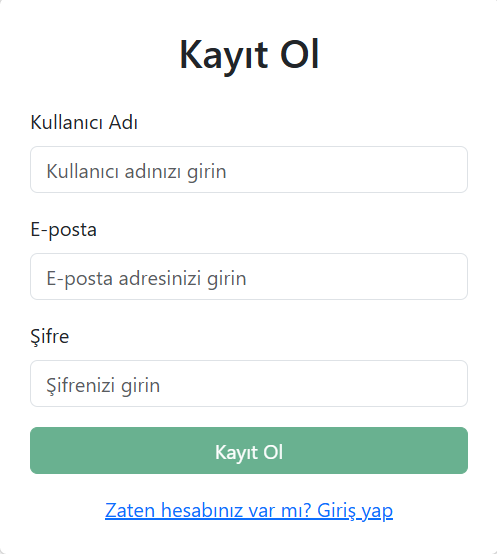 Kayıt Ol
Kullanıcı Adı
Kullanıcı adınızı girin
E-posta
E-posta adresinizi girin
Şifre
Şifrenizi girin
Kayıt Ol
Zaten hesabınız var mı? Giriş yap